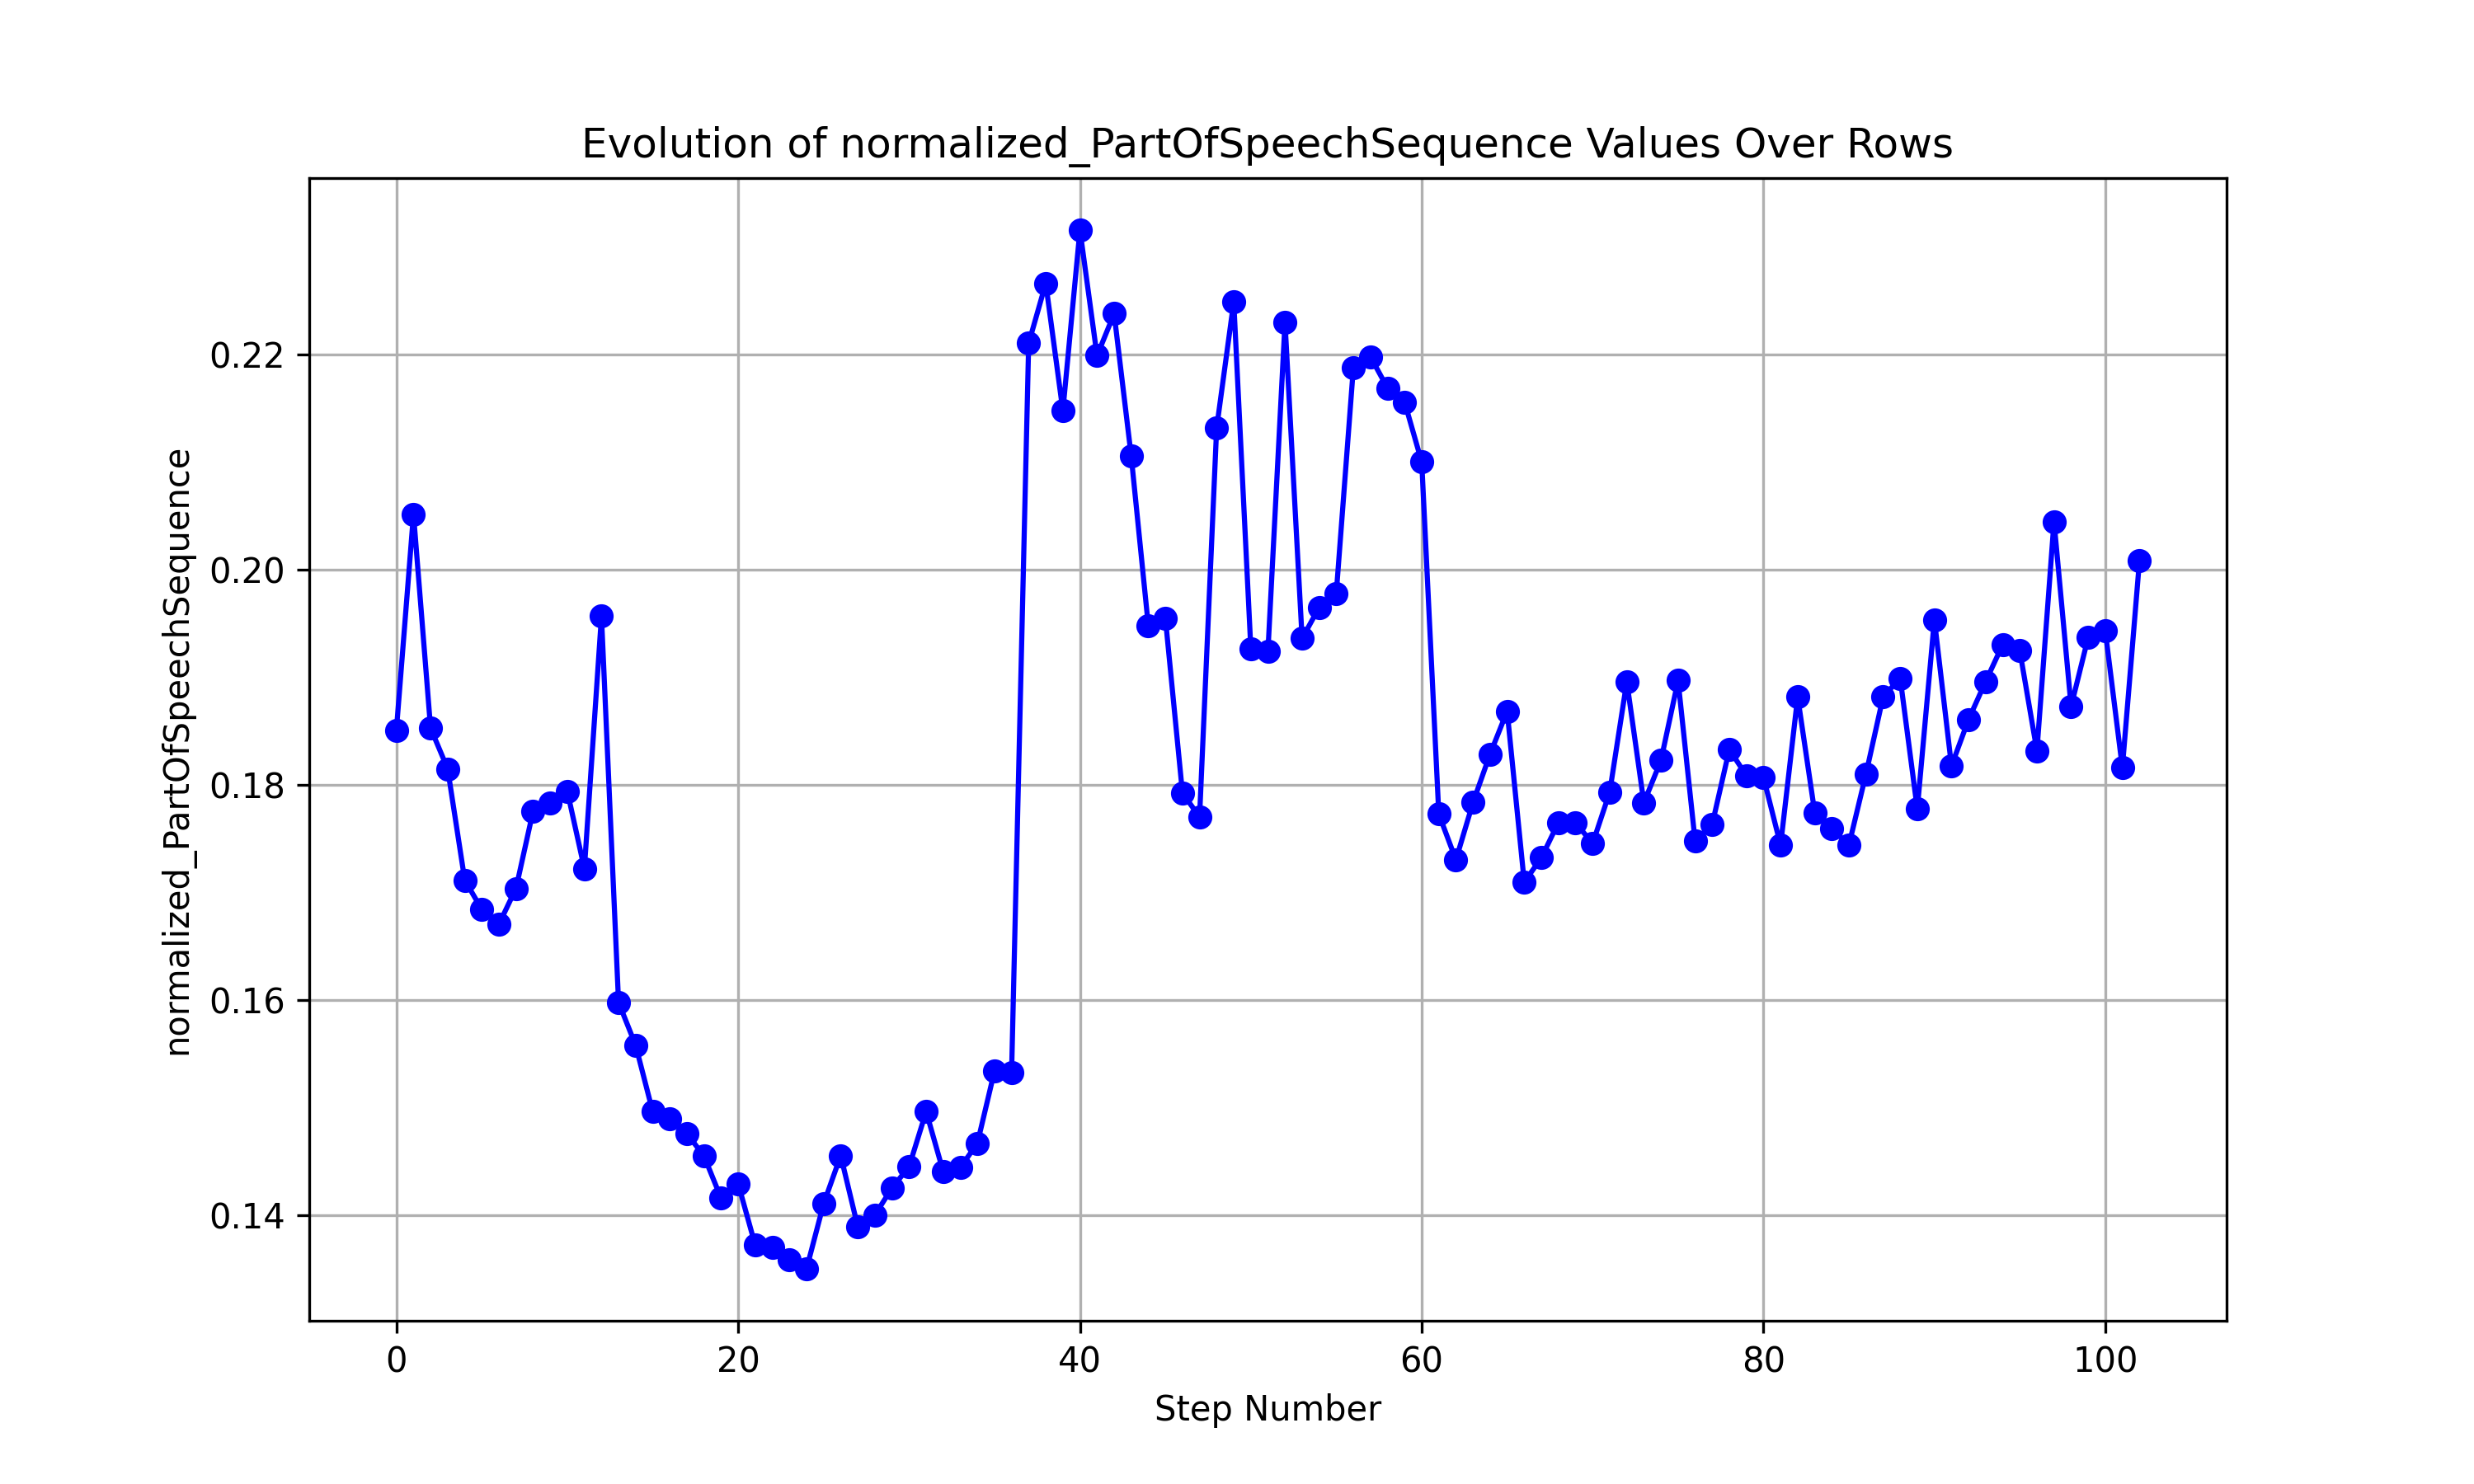 Evolution of normalized_PartOfSpeechSequence Values Over Rows
normalized_PartOfSpeechSequence
0.22
0.20
0.18
0.16
0.14
0 20 40 60 80 100
Step Number